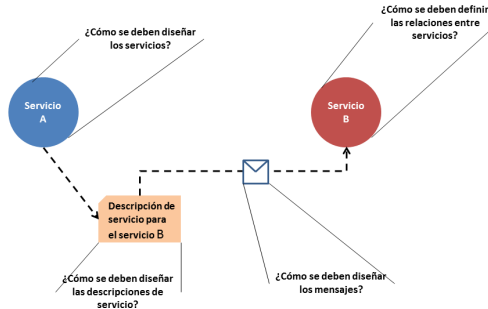 ¿Cómo se deben diseñar
los servicios?
¿Cómo se deben definir
las relaciones entre
servicios?
Servicio
A
Servicio
B
Descripción de
servicio para
el servicio B
¿Cómo se deben diseñar
las descripciones de
servicio?
¿Cómo se deben diseñar
los mensajes?